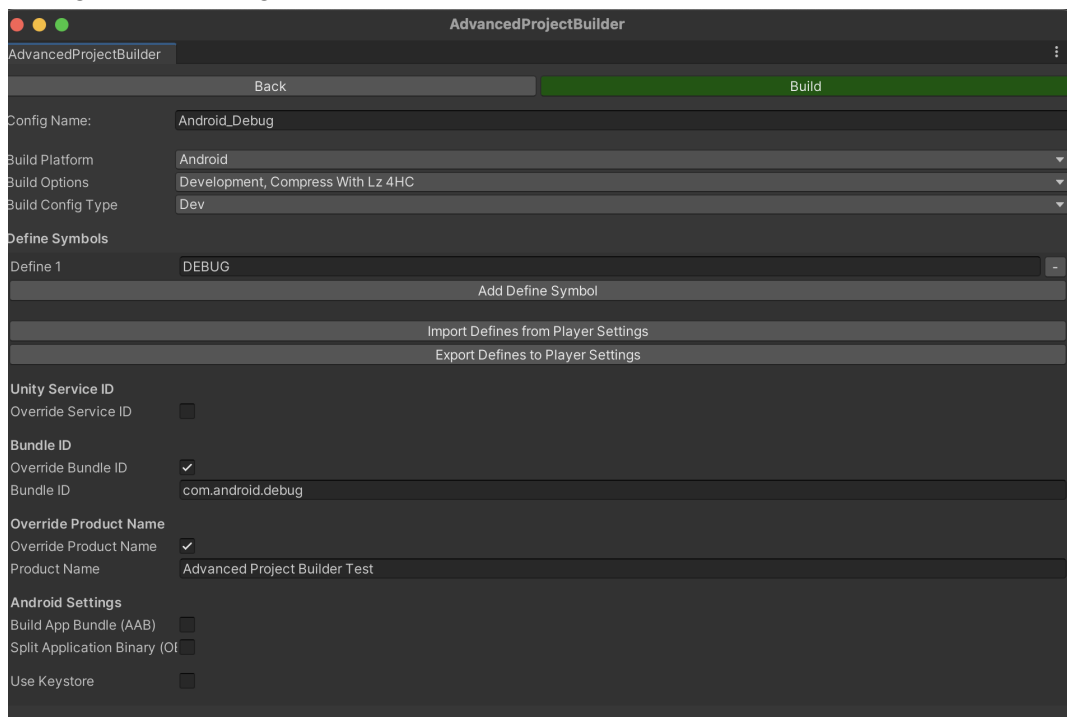 AdvancedProjectBuilder
AdvancedProjectBuilder
Back Build
Config Name: Android_Debug
Build Platform Android
Build Options Development, Compress With Lz 4HC
Build Config Type Dev
Define Symbols
Define 1 DEBUG -
Add Define Symbol
Import Defines from Player Settings
Export Defines to Player Settings
Unity Service ID
Override Service ID
Bundle ID
Override Bundle ID
Bundle ID com.android.debug
Override Product Name
Override Product Name
Product Name Advanced Project Builder Test
Android Settings
Build App Bundle (AAB)
Split Application Binary
Use Keystore